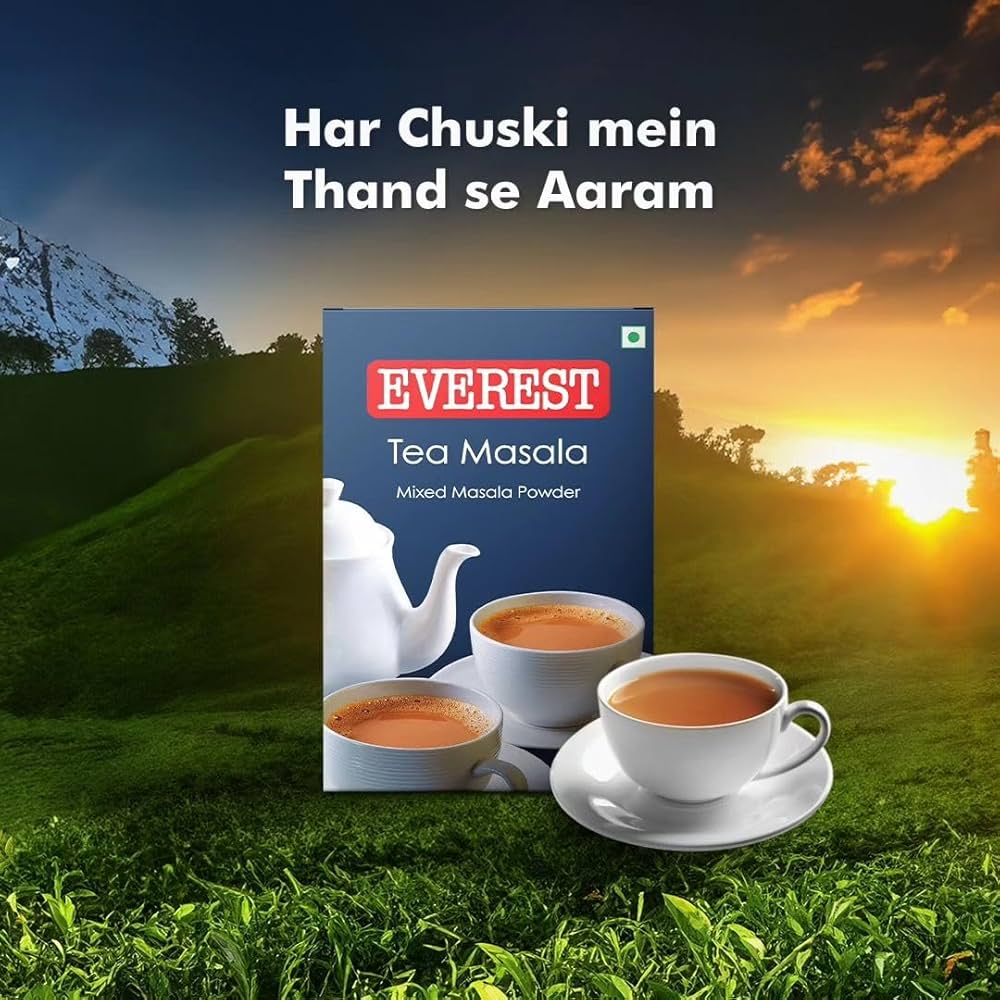 Har Chuski mein
Thand se Aaram
EVEREST
Tea Masala
Mixed Masala Powder